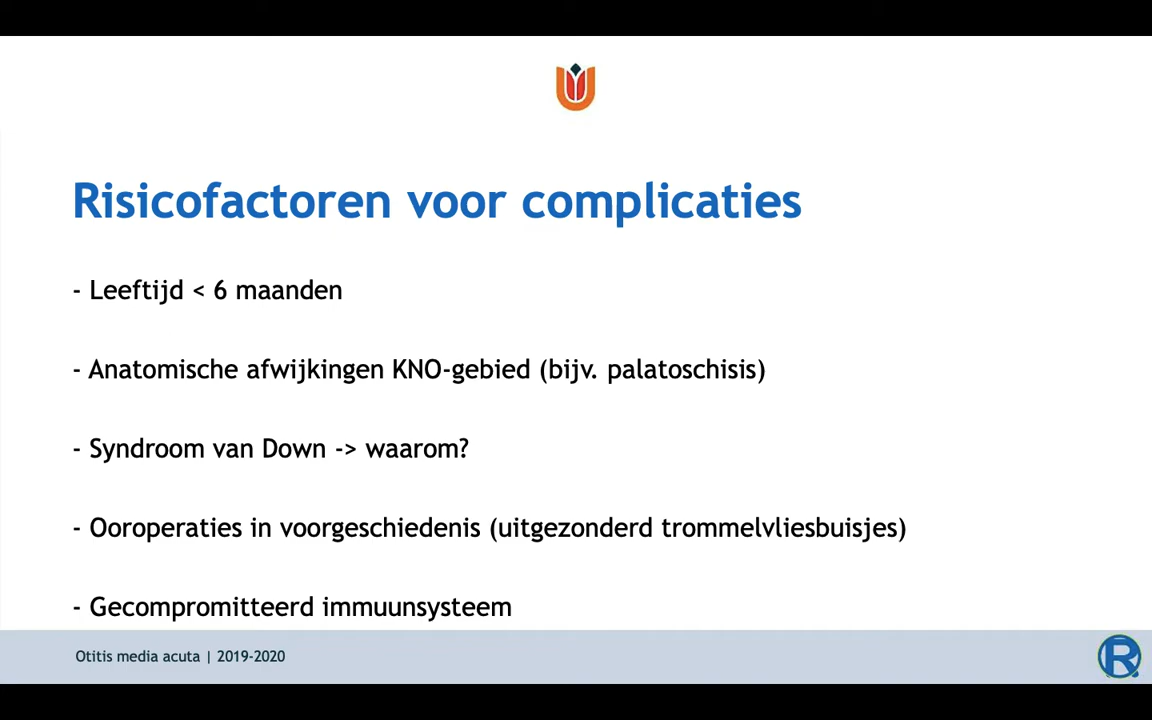 Risicofactoren voor complicaties
- Leeftijd < 6 maanden
- Anatomische afwijkingen KNO-gebied (bijv. palatoschisis)
- Syndroom van Down -> waarom?
- Ooroperaties in voorgeschiedenis (uitgezonderd trommelvliesbuisjes)
- Gecompromitteerd immuunsysteem
Otitis media acuta | 2019-2020
R